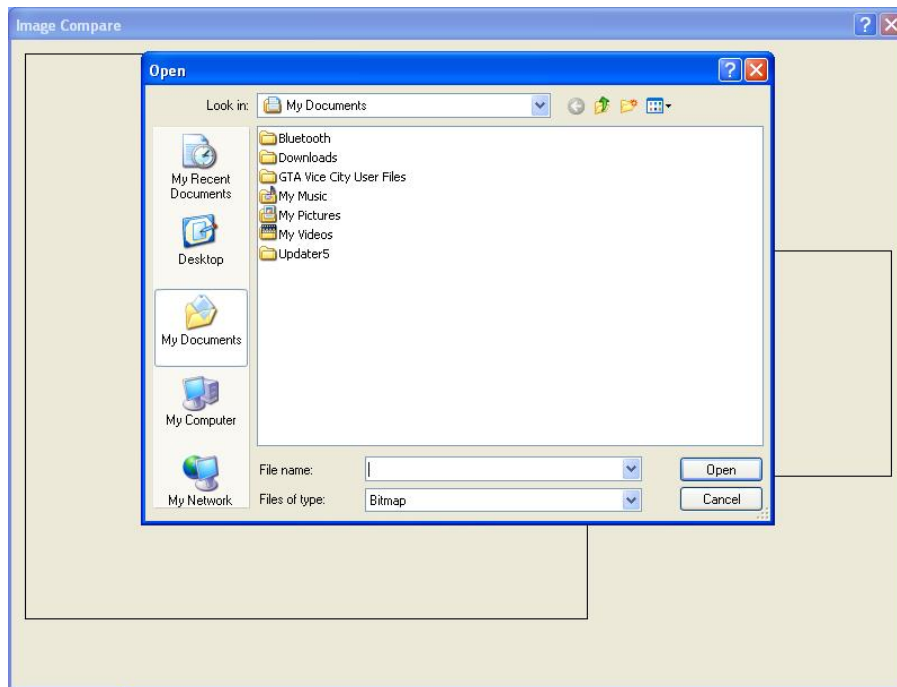 Image Compare
Open
Look in: My Documents
My Recent
Documents
Desktop
My Documents
My Computer
My Network
Bluetooth
Downloads
GTA Vice City User Files
My Music
My Pictures
My Videos
Updater5
File name: Open
Files of type: Bitmap Cancel